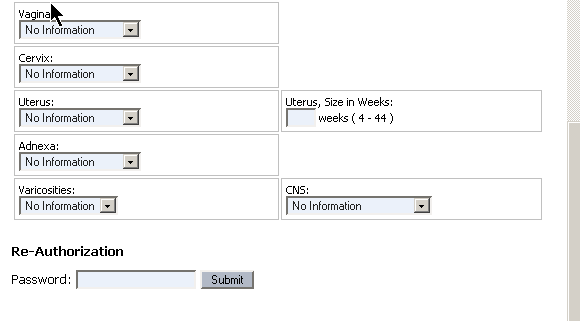 Vagina
No Information
Cervix:
No Information
Uterus:
No Information
Uterus, Size in Weeks:
weeks ( 4 - 44 )
Adnexa:
No Information
Varicosities:
No Information
CNS:
No Information
Re-Authorization
Password:
Submit